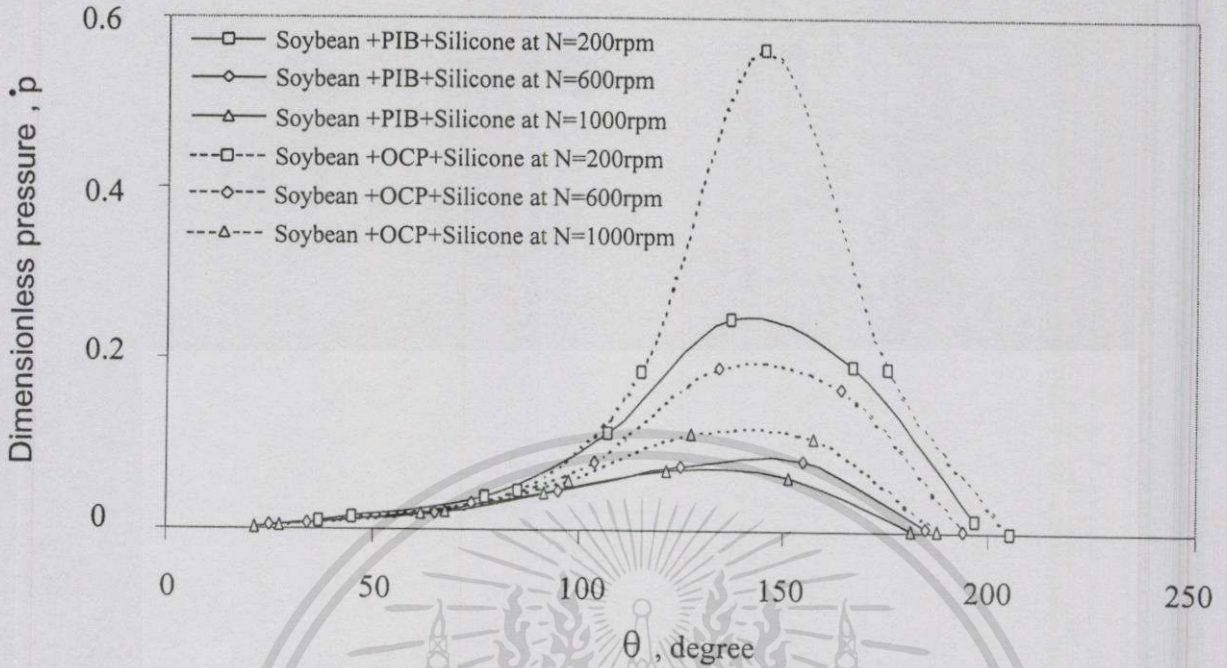 0.6
0.4
0.2
0
Dimensionless pressure , ṗ
Soybean +PIB+Silicone at N=200rpm
Soybean +PIB+Silicone at N=600rpm
Soybean +PIB+Silicone at N=1000rpm
Soybean +OCP+Silicone at N=200rpm
Soybean +OCP+Silicone at N=600rpm
Soybean +OCP+Silicone at N=1000rpm
0 50 100 150 200 250
θ , degree